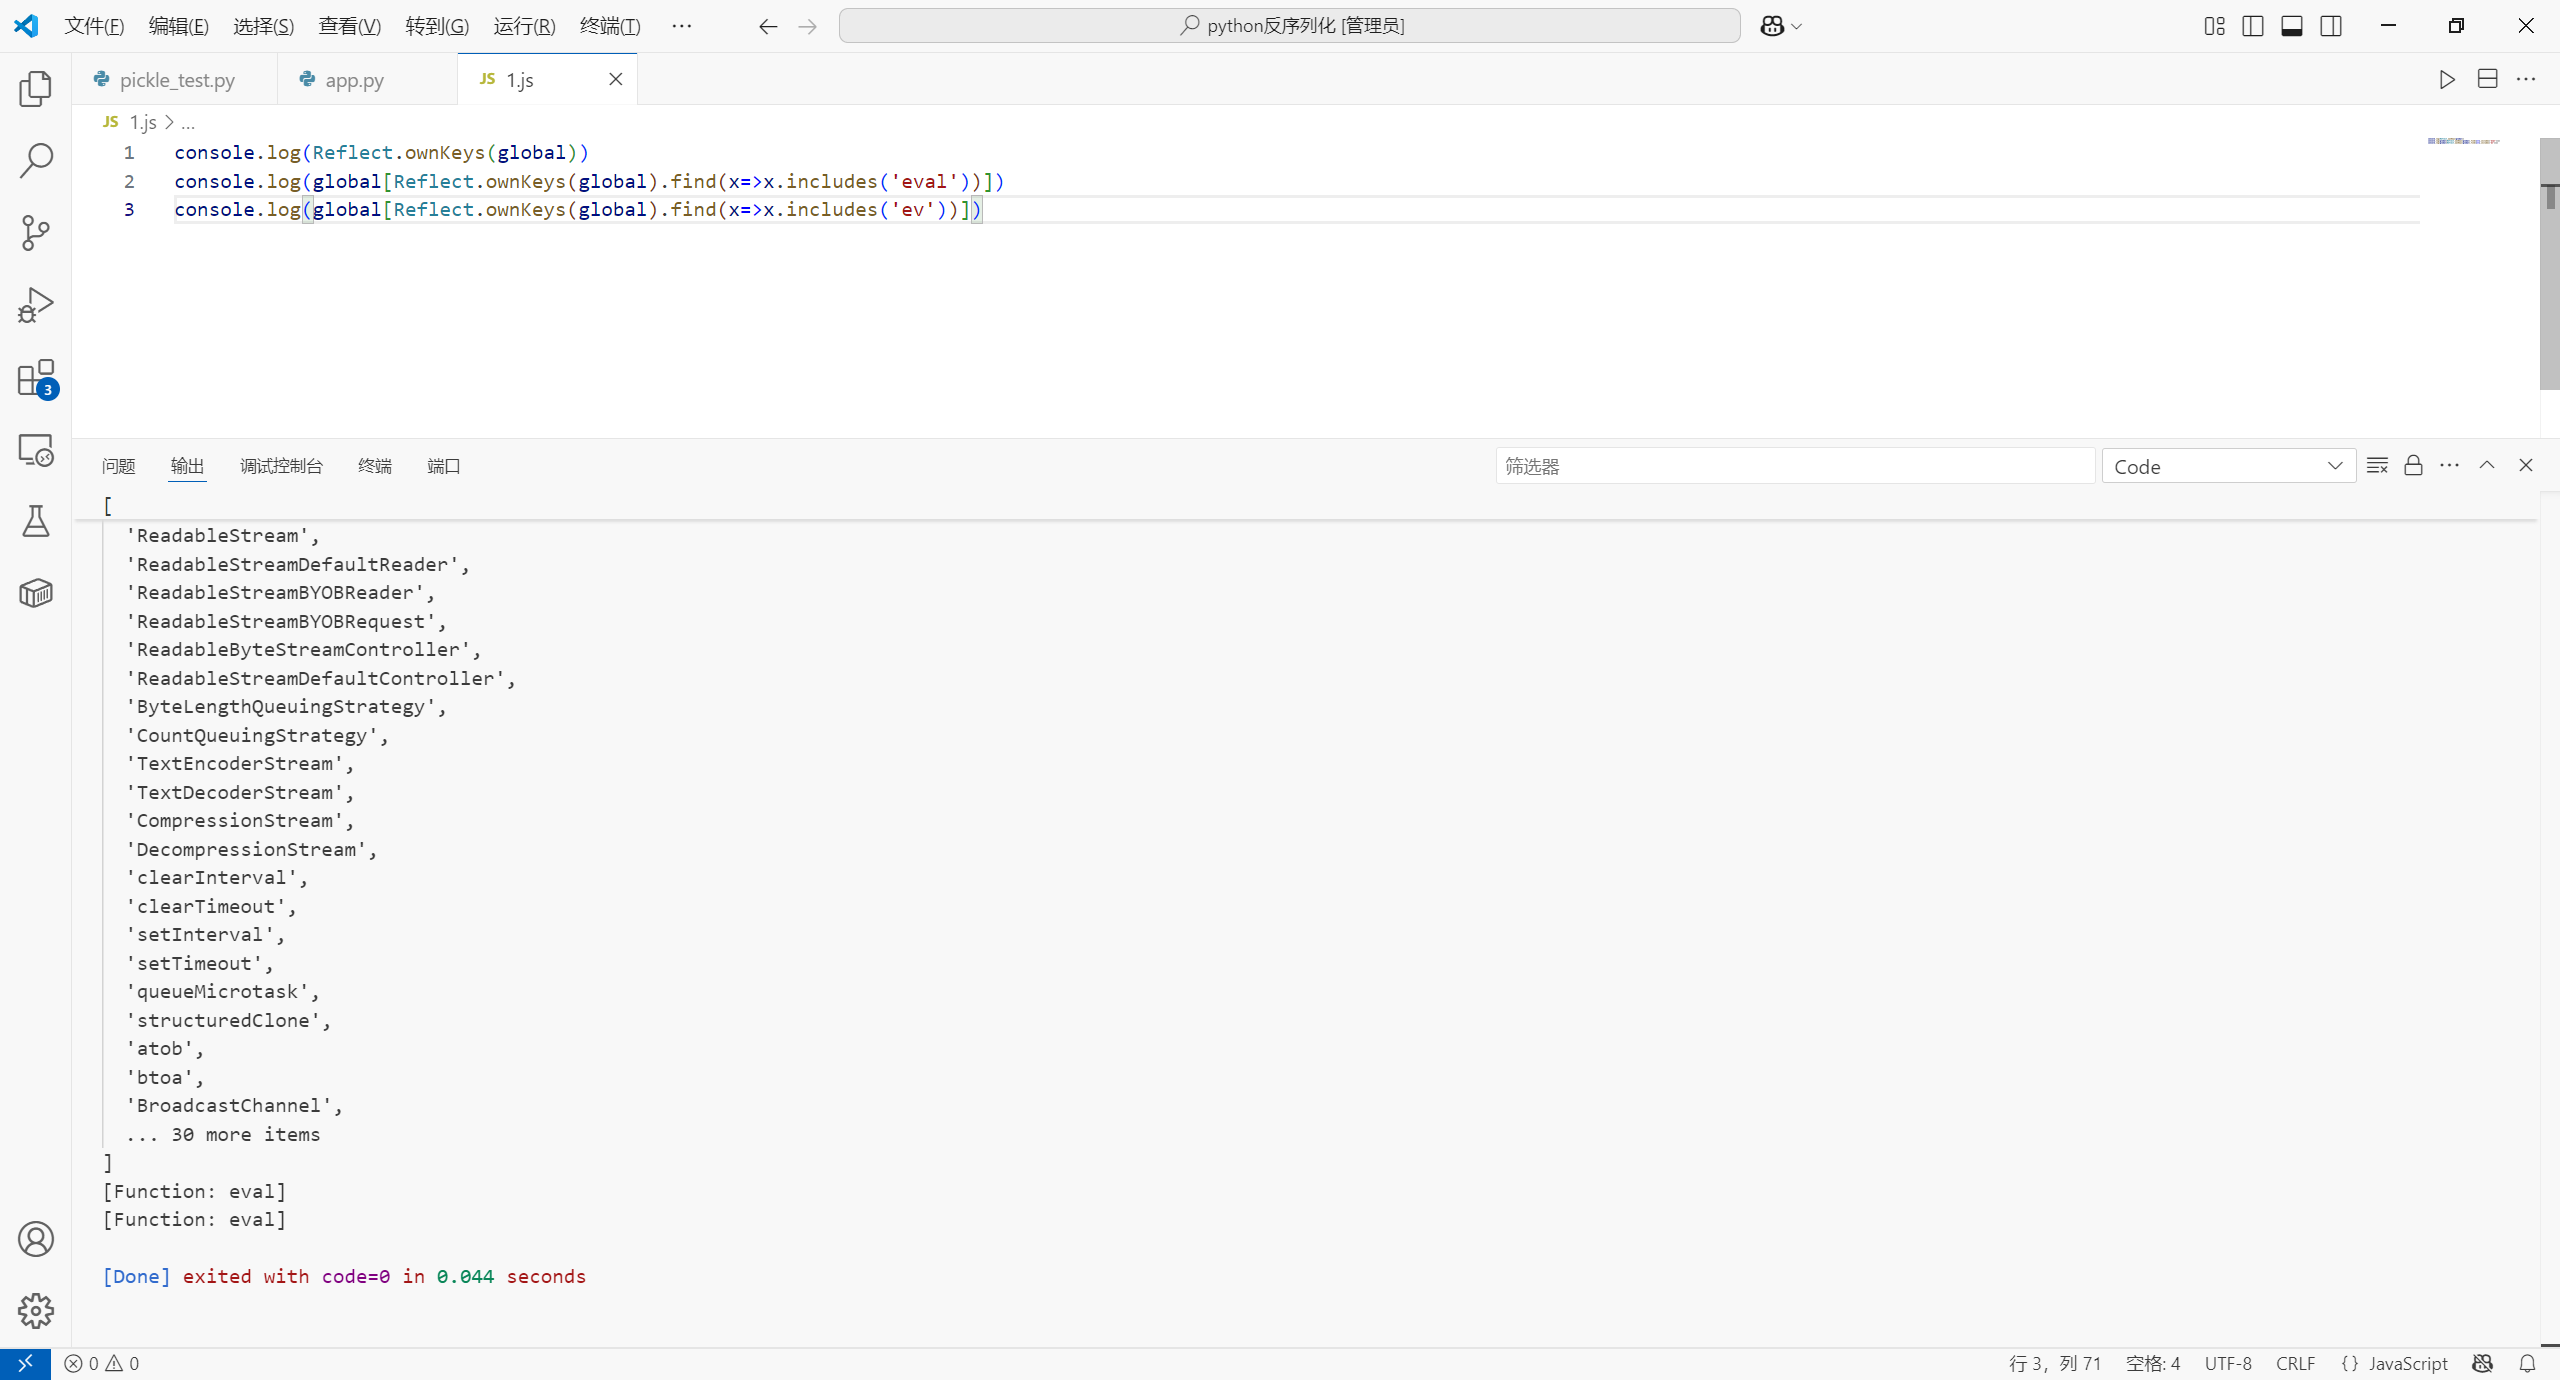 文件(F) 编辑(E) 选择(S) 查看(V) 转到(G) 运行(R) 终端(T) ··· python反序列化 [管理员]
pickle_test.py app.py JS 1.js
JS 1.js > ...
1 console.log(Reflect.ownKeys(global))
2 console.log(global[Reflect.ownKeys(global).find(x=>x.includes('eval'))])
3 console.log(global[Reflect.ownKeys(global).find(x=>x.includes('ev'))])
3
问题 输出 调试控制台 终端 端口 筛选器 Code
[
'ReadableStream',
'ReadableStreamDefaultReader',
'ReadableStreamBYOBReader',
'ReadableStreamBYOBRequest',
'ReadableByteStreamController',
'ReadableStreamDefaultController',
'ByteLengthQueuingStrategy',
'CountQueuingStrategy',
'TextEncoderStream',
'TextDecoderStream',
'CompressionStream',
'DecompressionStream',
'clearInterval',
'clearTimeout',
'setInterval',
'setTimeout',
'queueMicrotask',
'structuredClone',
'atob',
'btoa',
'BroadcastChannel',
... 30 more items
]
[Function: eval]
[Function: eval]
[Done] exited with code=0 in 0.044 seconds
0 0 行 3，列 71 空格: 4 UTF-8 CRLF {} JavaScript